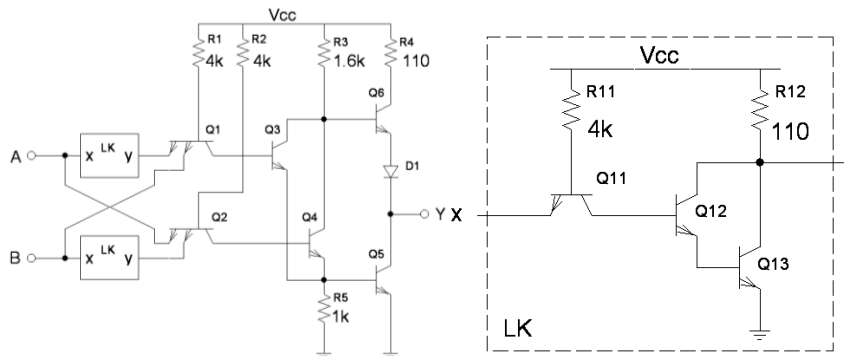 Vcc
R1
4k
R2
4k
R3
1.6k
R4
110
Q6
D1
A
x LK y
Q1
Q3
Q2
Q4
B
x LK y
Y
Q5
R5
1k
Vcc
R11
4k
R12
110
Q11
Q12
X
Q13
LK